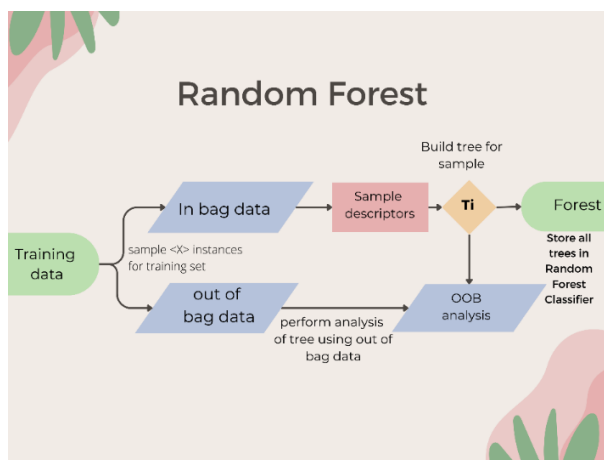 Random Forest
Build tree for
sample
In bag data
Sample
descriptors
Ti
Forest
Training
data
sample <X> instances
for training set
Store all
trees in
Random
Forest
Classifier
out of
bag data
perform analysis
of tree using out of
bag data
OOB
analysis